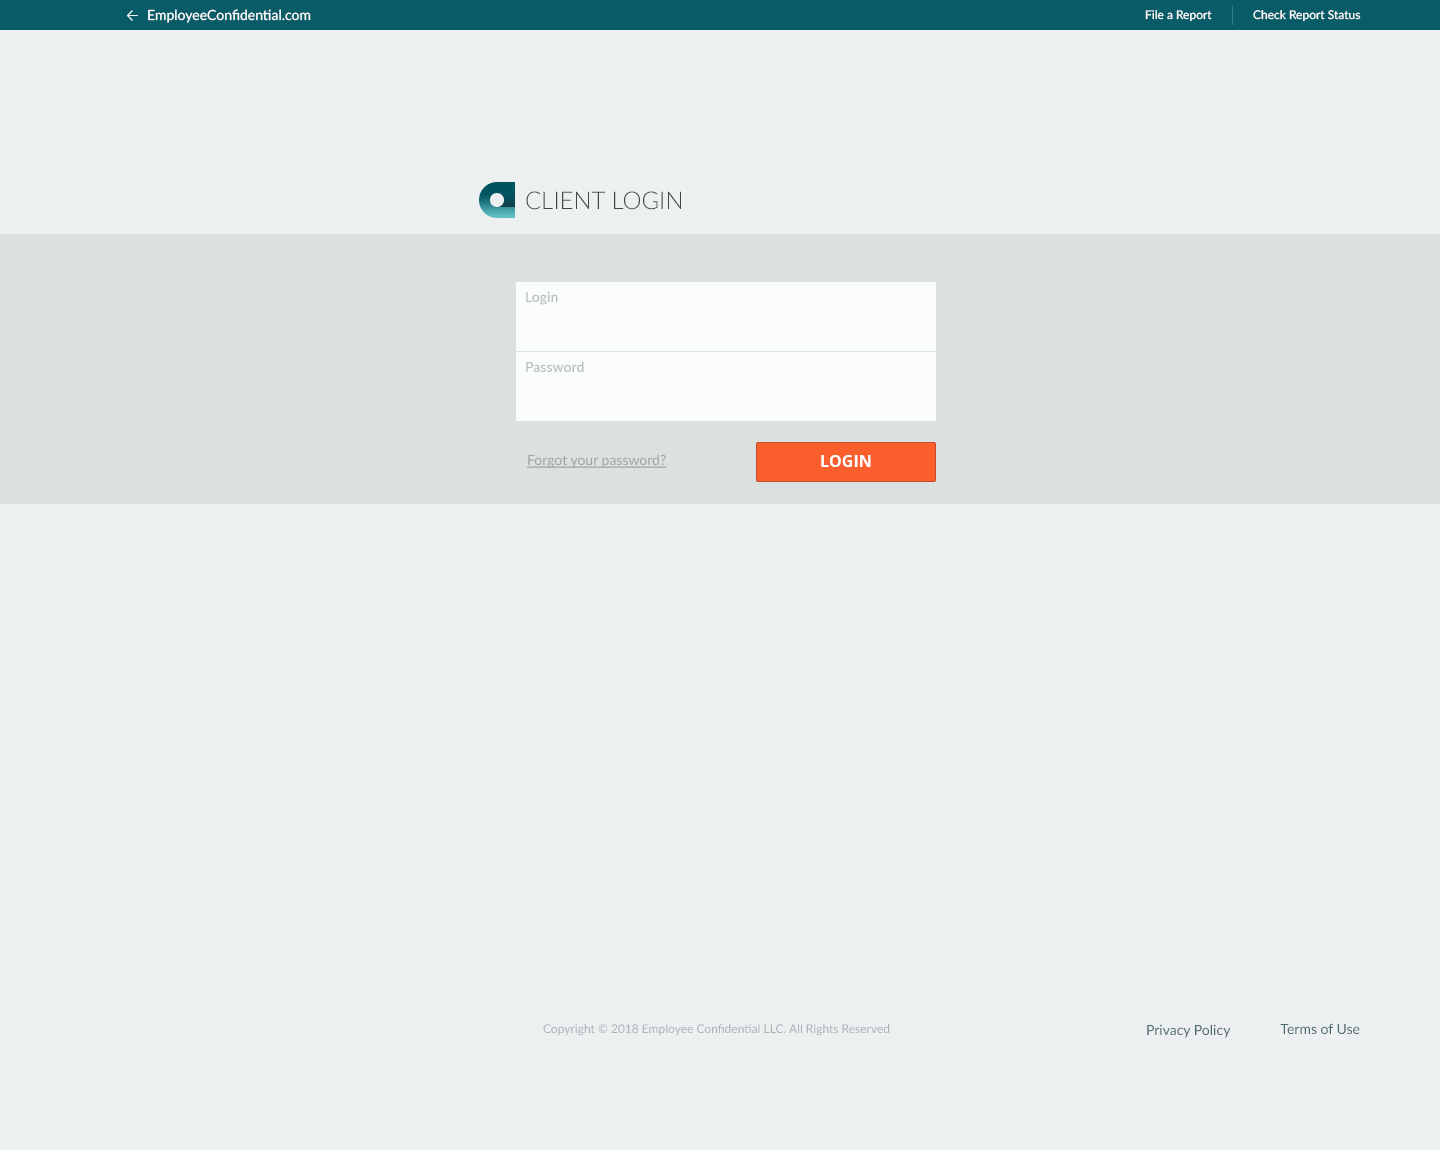 EmployeeConfidential.com
File a Report
Check Report Status
CLIENT LOGIN
Login
Password
Forgot your password?
LOGIN
Copyright © 2018 Employee Confidential LLC. All Rights Reserved
Privacy Policy
Terms of Use